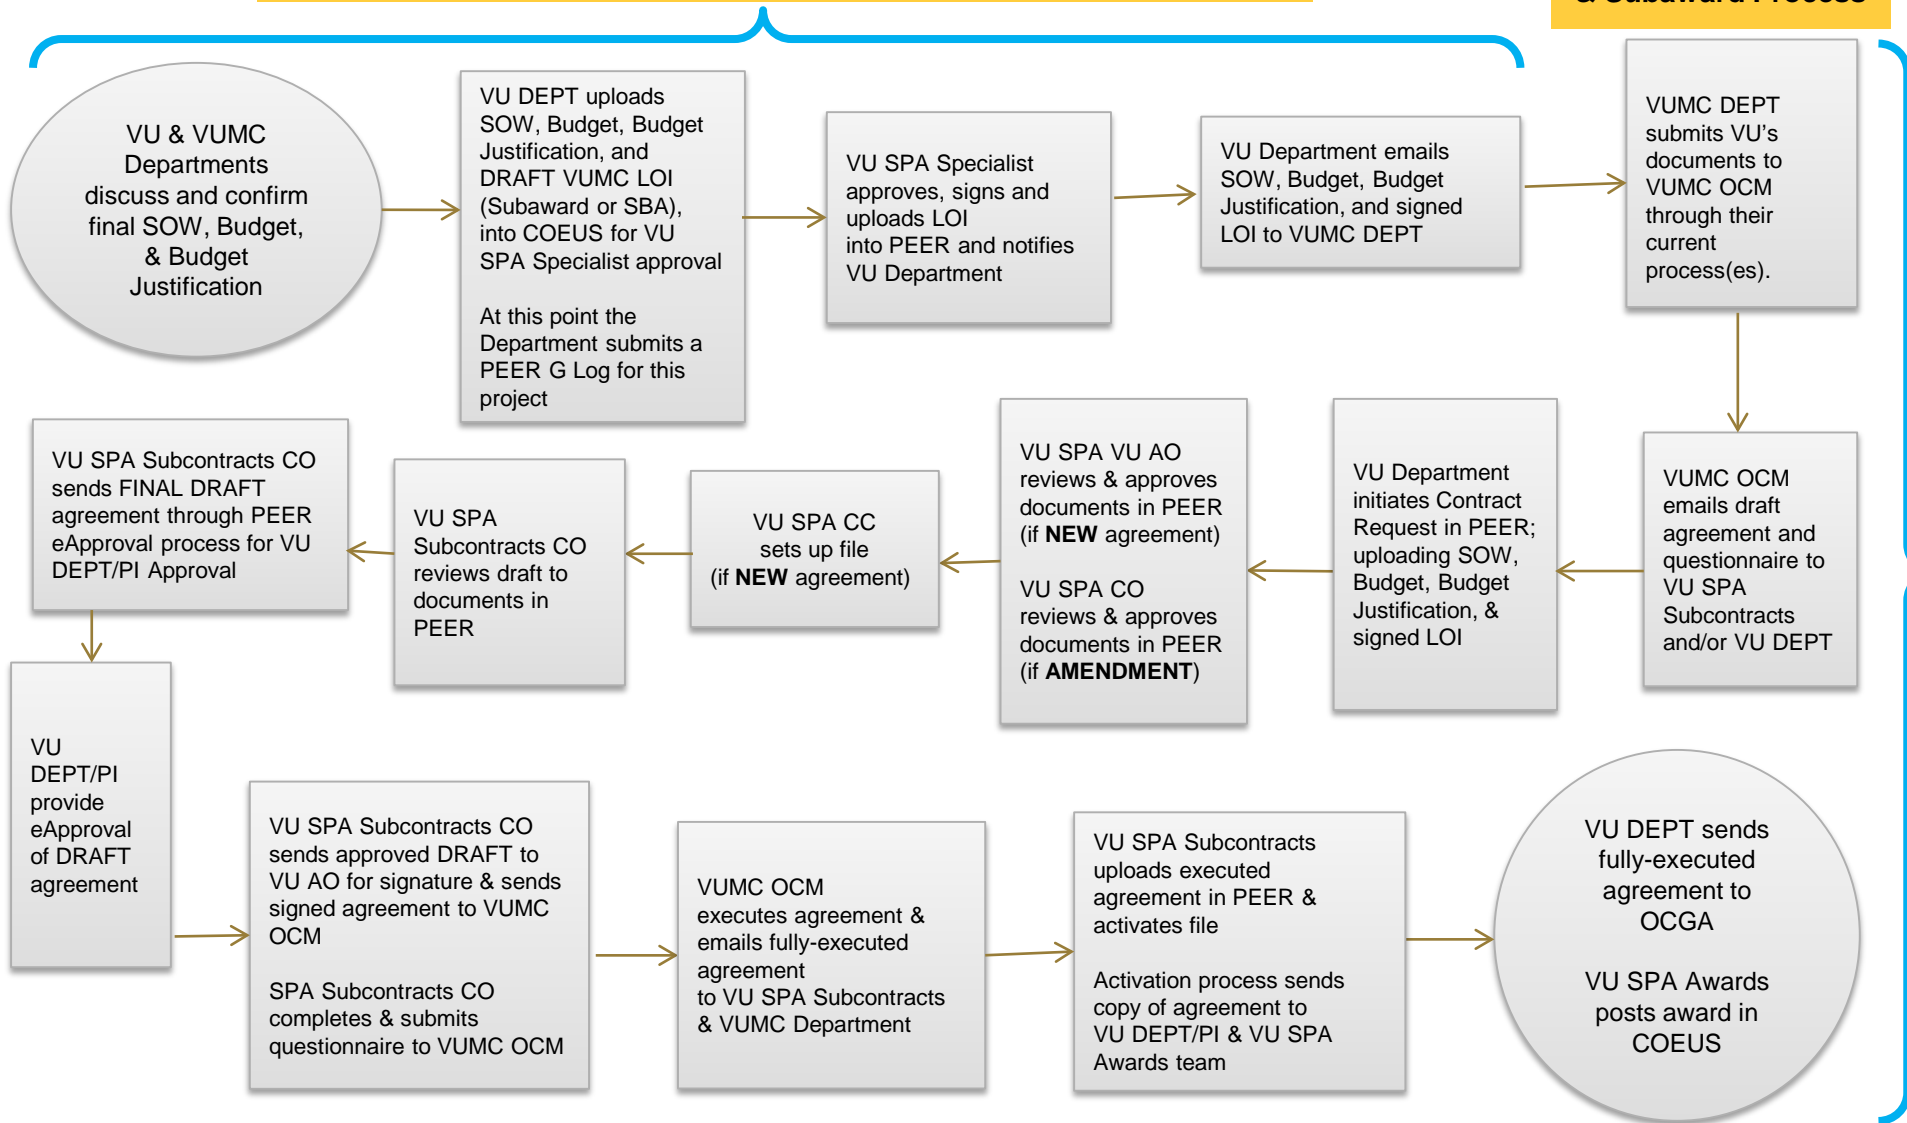 & Subaward Process
VU & VUMC
Departments
discuss and confirm
final SOW, Budget,
& Budget
Justification
VU DEPT uploads
SOW, Budget, Budget
Justification, and
DRAFT VUMC LOI
(Subaward or SBA),
into COEUS for VU
SPA Specialist approval
At this point the
Department submits a
PEER G Log for this
project
VU SPA Specialist
approves, signs and
uploads LOI
into PEER and notifies
VU Department
VU Department emails
SOW, Budget, Budget
Justification, and signed
LOI to VUMC DEPT
VUMC DEPT
submits VU's
documents to
VUMC OCM
through their
current
process(es).
VUMC OCM
emails draft
agreement and
questionnaire to
VU SPA
Subcontracts
and/or VU DEPT
VU Department
initiates Contract
Request in PEER;
uploading SOW,
Budget, Budget
Justification, &
signed LOI
VU SPA VU AO
reviews & approves
documents in PEER
(if NEW agreement)
VU SPA CO
reviews & approves
documents in PEER
(if AMENDMENT)
VU SPA CC
sets up file
(if NEW agreement)
VU SPA
Subcontracts CO
reviews draft to
documents in
PEER
VU SPA Subcontracts CO
sends FINAL DRAFT
agreement through PEER
eApproval process for VU
DEPT/PI Approval
VU
DEPT/PI
provide
eApproval
of DRAFT
agreement
VU SPA Subcontracts CO
sends approved DRAFT to
VU AO for signature & sends
signed agreement to VUMC
OCM
SPA Subcontracts CO
completes & submits
questionnaire to VUMC OCM
VUMC OCM
executes agreement &
emails fully-executed
agreement
to VU SPA Subcontracts
& VUMC Department
VU SPA Subcontracts
uploads executed
agreement in PEER &
activates file
Activation process sends
copy of agreement to
VU DEPT/PI & VU SPA
Awards team
VU DEPT sends
fully-executed
agreement to
OCGA
VU SPA Awards
posts award in
COEUS